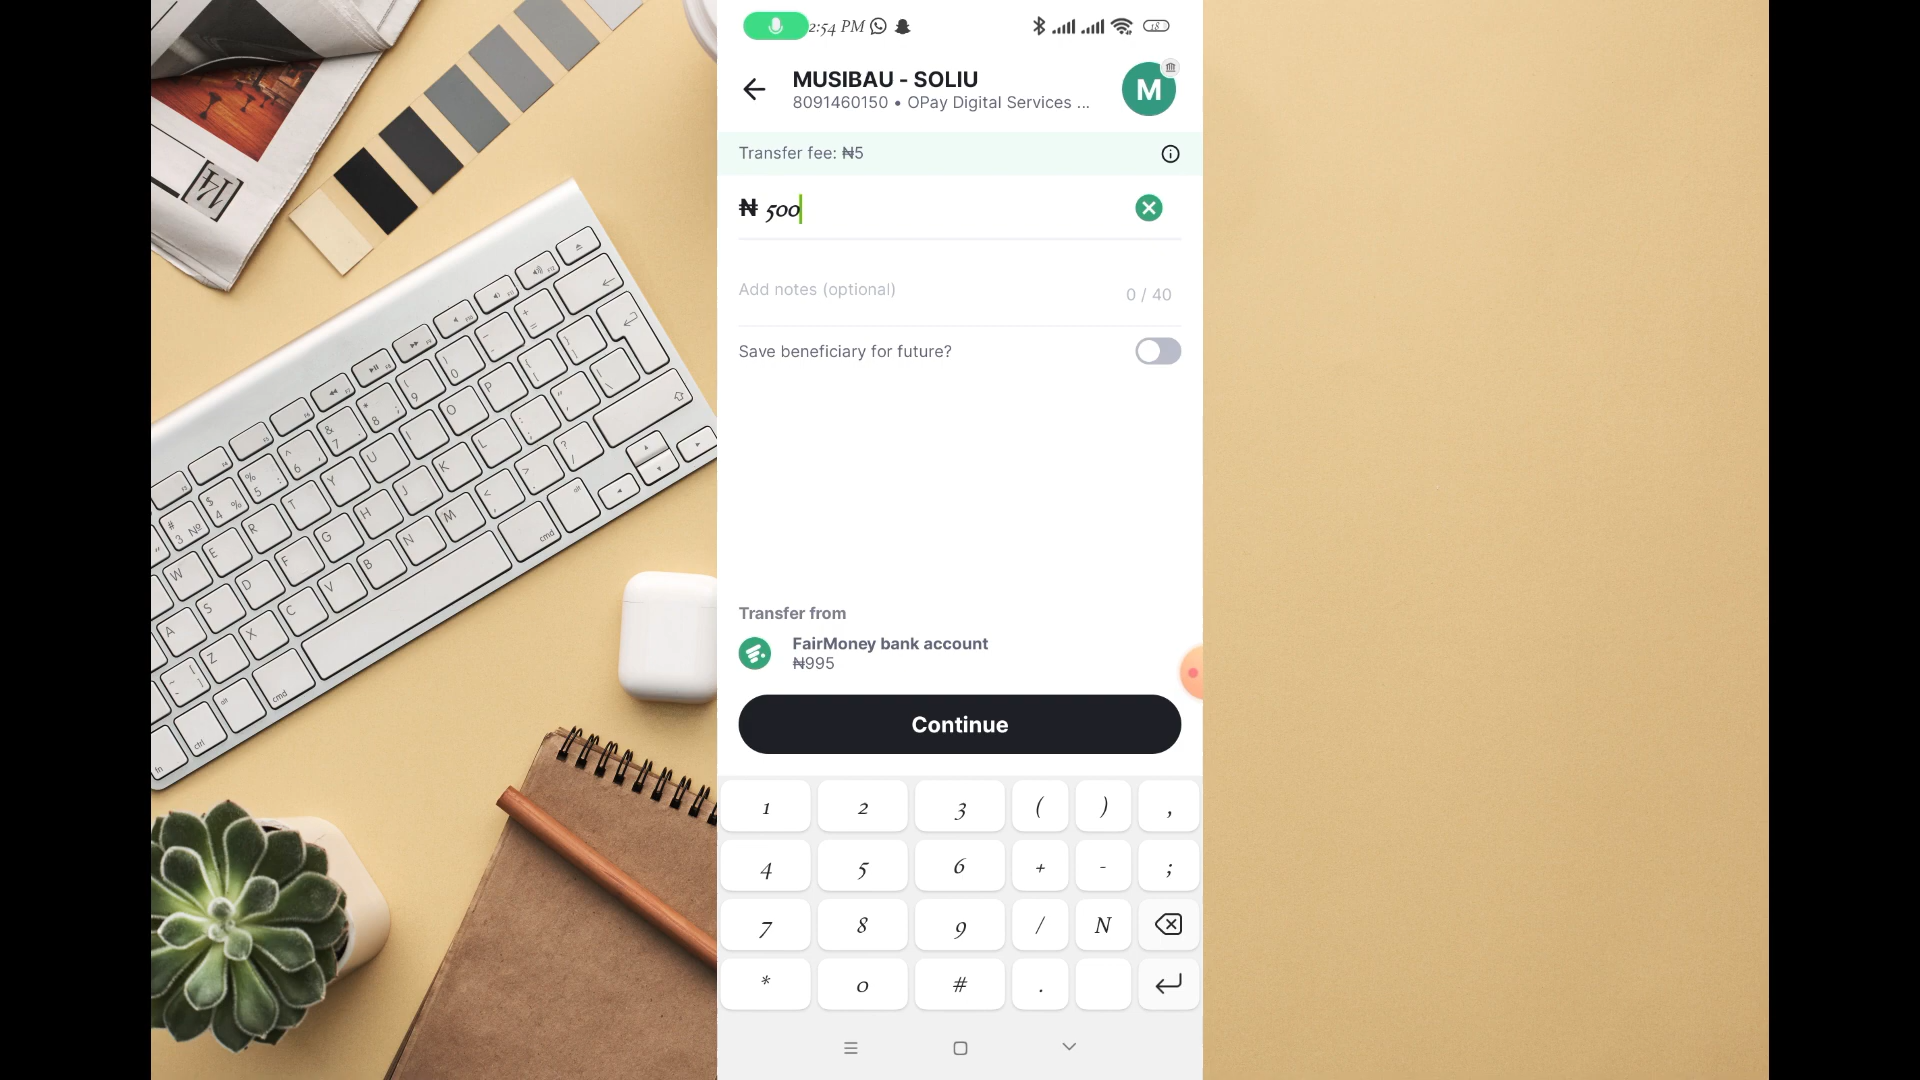 2:54 PM
18
MUSIBAU - SOLIU
8091460150 • OPay Digital Services ...
M
Transfer fee: ₦5
₦ 500
Add notes (optional)
0 / 40
Save beneficiary for future?
Transfer from
FairMoney bank account
₦995
Continue
1 2 3 ( ) ,
4 5 6 + - ;
7 8 9 / N
* 0 # .